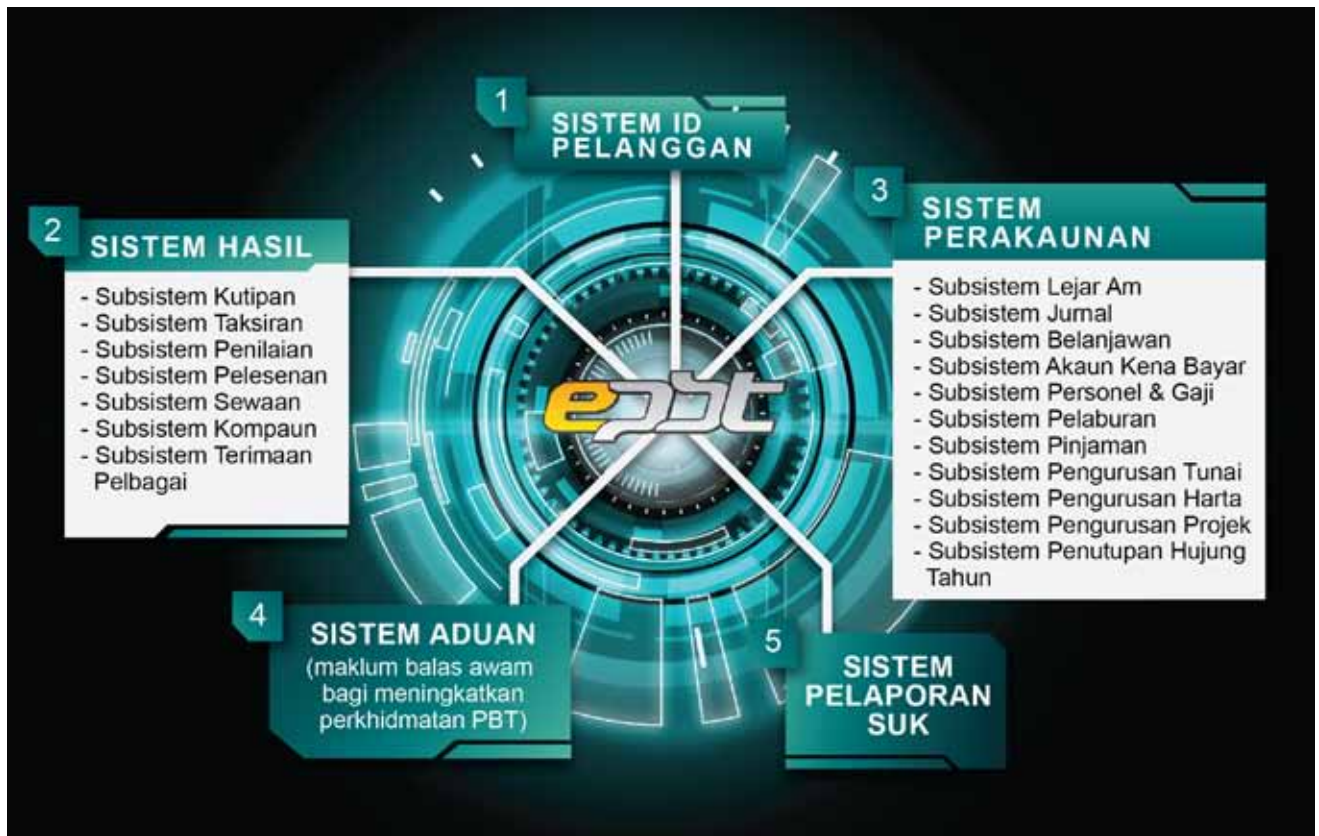 1
SISTEM ID
PELANGGAN
2
SISTEM HASIL
- Subsistem Kutipan
- Subsistem Taksiran
- Subsistem Penilaian
- Subsistem Pelesenan
- Subsistem Sewaan
- Subsistem Kompaun
- Subsistem Terimaan
Pelbagai
3
SISTEM
PERAKAUNAN
- Subsistem Lejar Am
- Subsistem Jurnal
- Subsistem Belanjawan
- Subsistem Akaun Kena Bayar
- Subsistem Personel & Gaji
- Subsistem Pelaburan
- Subsistem Pinjaman
- Subsistem Pengurusan Tunai
- Subsistem Pengurusan Harta
- Subsistem Pengurusan Projek
- Subsistem Penutupan Hujung
Tahun
epbt
4
SISTEM ADUAN
(maklum balas awam
bagi meningkatkan
perkhidmatan PBT)
5
SISTEM
PELAPORAN
SUK